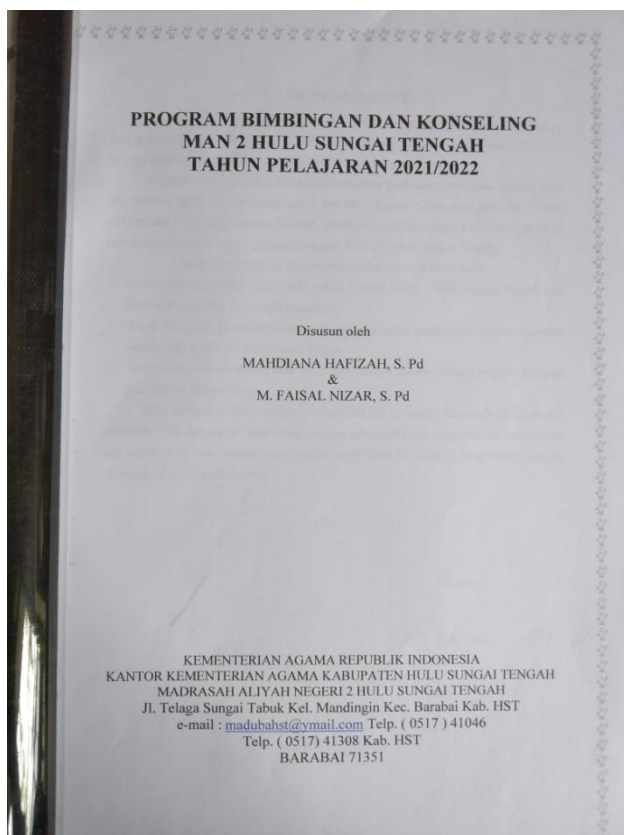 PROGRAM BIMBINGAN DAN KONSELING
MAN 2 HULU SUNGAI TENGAH
TAHUN PELAJARAN 2021/2022
Disusun oleh
MAHDIANA HAFIZAH, S. Pd
&
M. FAISAL NIZAR, S. Pd
KEMENTERIAN AGAMA REPUBLIK INDONESIA
KANTOR KEMENTERIAN AGAMA KABUPATEN HULU SUNGAI TENGAH
MADRASAH ALIYAH NEGERI 2 HULU SUNGAI TENGAH
Jl. Telaga Sungai Tabuk Kel. Mandingin Kec. Barabai Kab. HST
e-mail : madubahst@ymail.com Telp. ( 0517 ) 41046
Telp. ( 0517) 41308 Kab. HST
BARABAI 71351